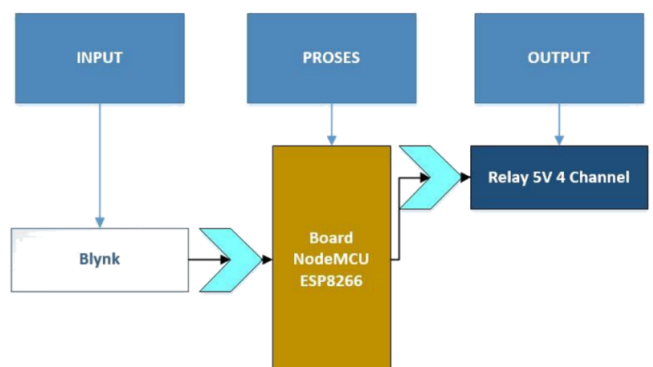 INPUT
PROSES
OUTPUT
Relay 5V 4 Channel
Blynk
Board
NodeMCU
ESP8266